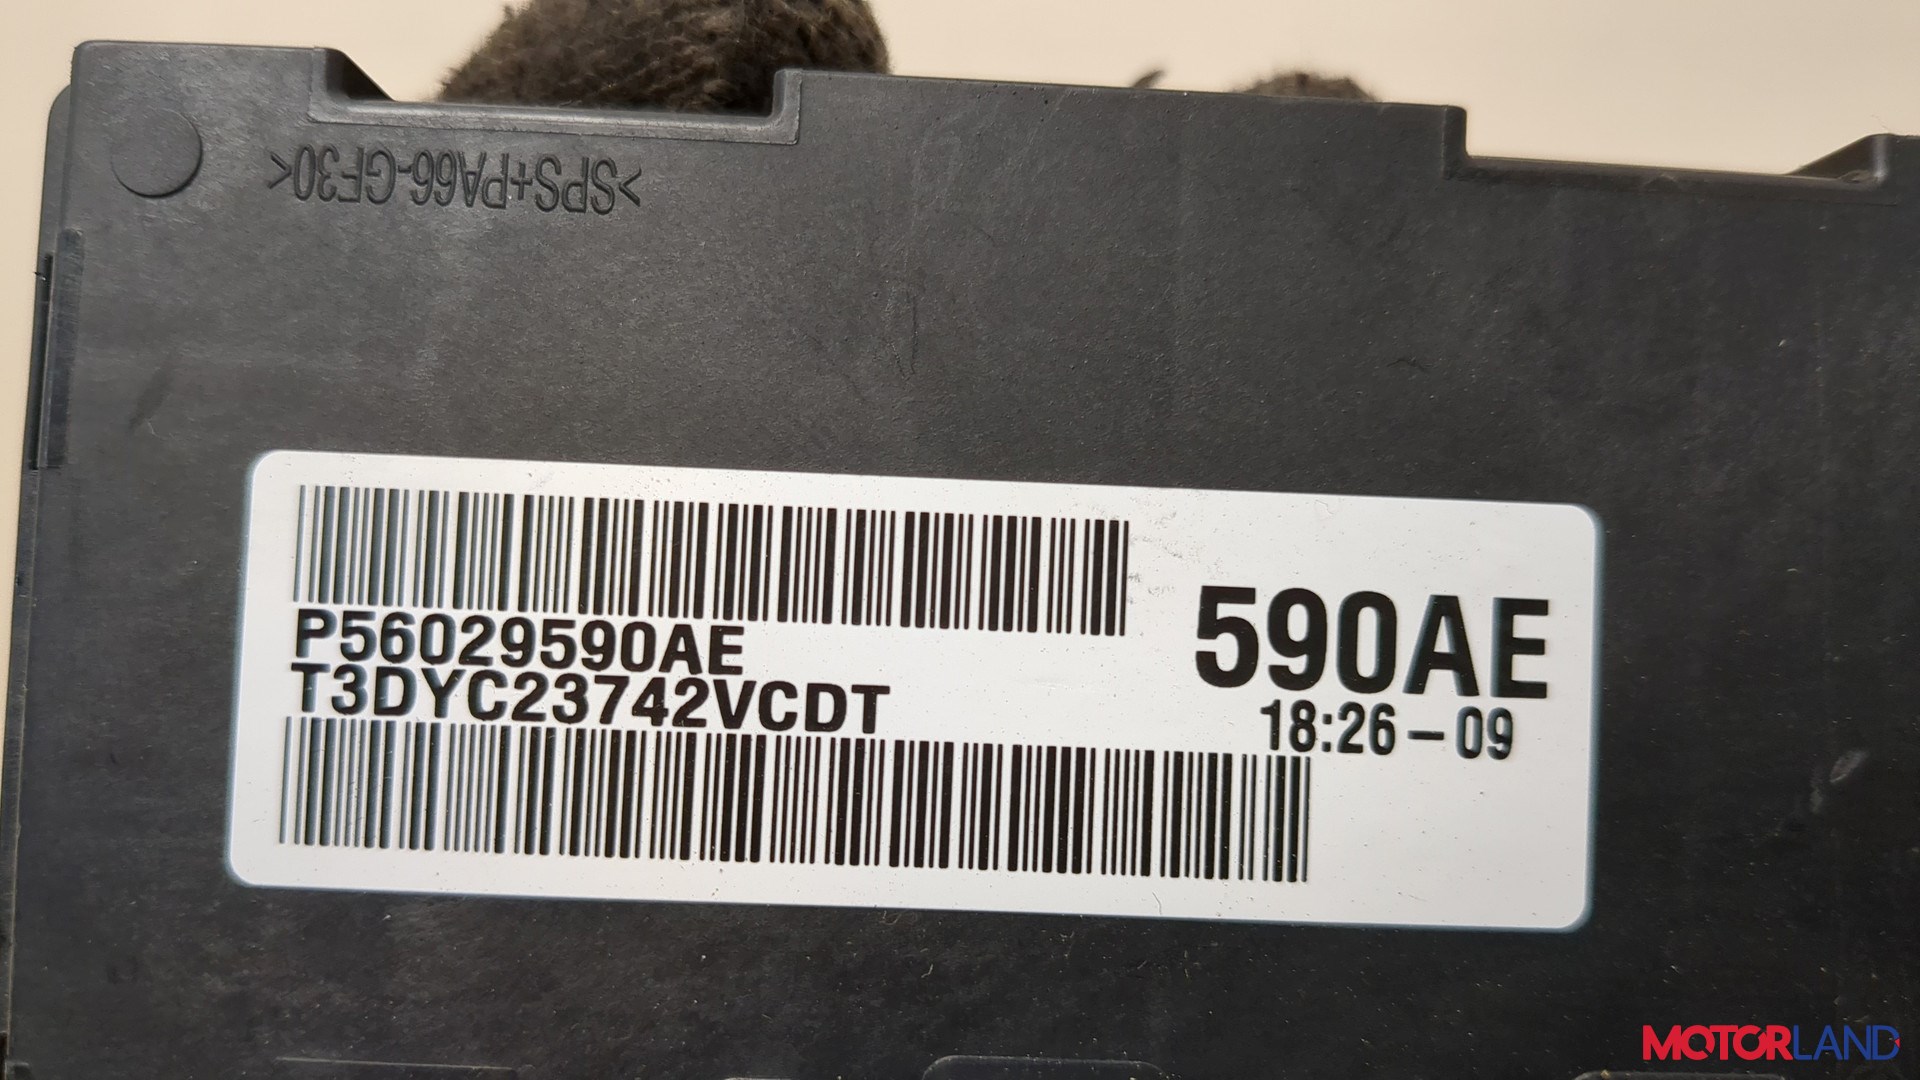 >SPS+PA66-GF30<
P56029590AE
T3DYC23742VCDT
590AE
18:26-09
MOTORLAND